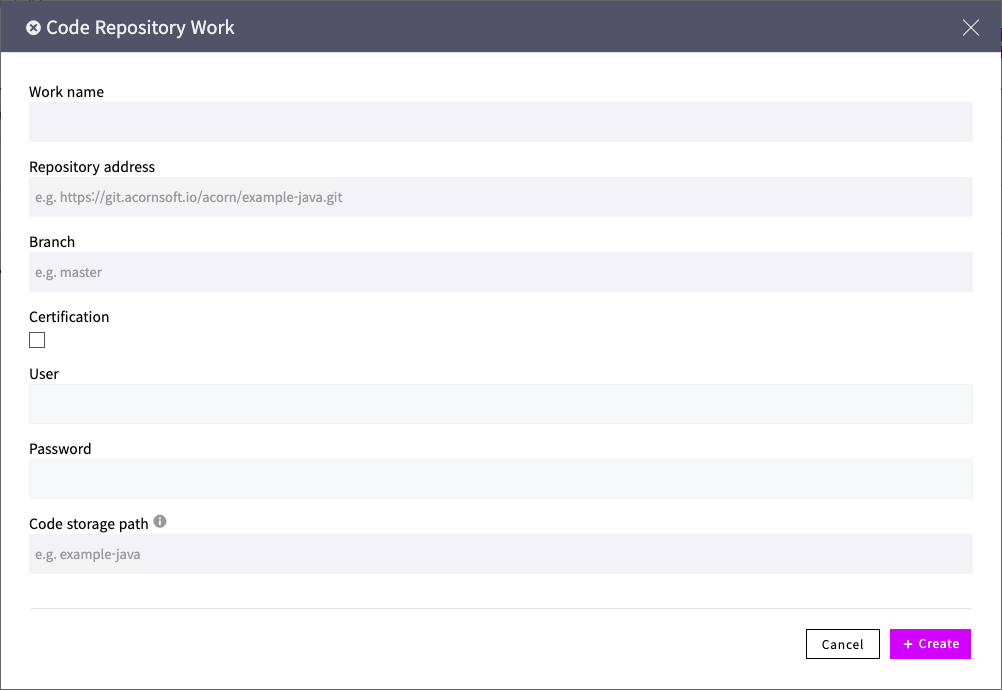 Code Repository Work
Work name
Repository address
e.g. https://git.acornsoft.io/acorn/example-java.git
Branch
e.g. master
Certification
User
Password
Code storage path
e.g. example-java
Cancel
+ Create